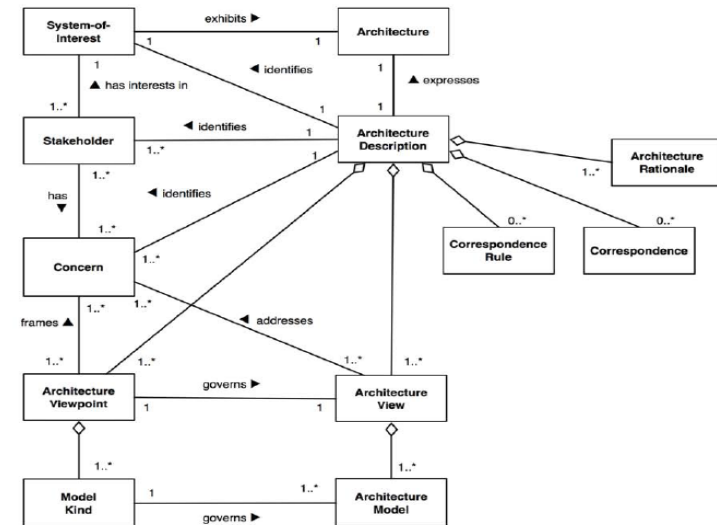 System-of-
Interest
exhibits ►
Architecture
1
1
1
1
◄ identifies
▲ has interests in
▲ expresses
1..*
1
1
Stakeholder
◄ identifies
1
1..*
Architecture
Description
Architecture
Rationale
1..*
1..*
1
has
▼
◄ identifies
1..*
1..*
0..*
0..*
Correspondence
Rule
Correspondence
Concern
1..*
1..*
frames ▲
◄ addresses
1..*
1..*
1..*
1..*
Architecture
Viewpoint
governs ►
1
1
Architecture
View
1..*
1..*
Model
Kind
1
1..*
governs ►
Architecture
Model